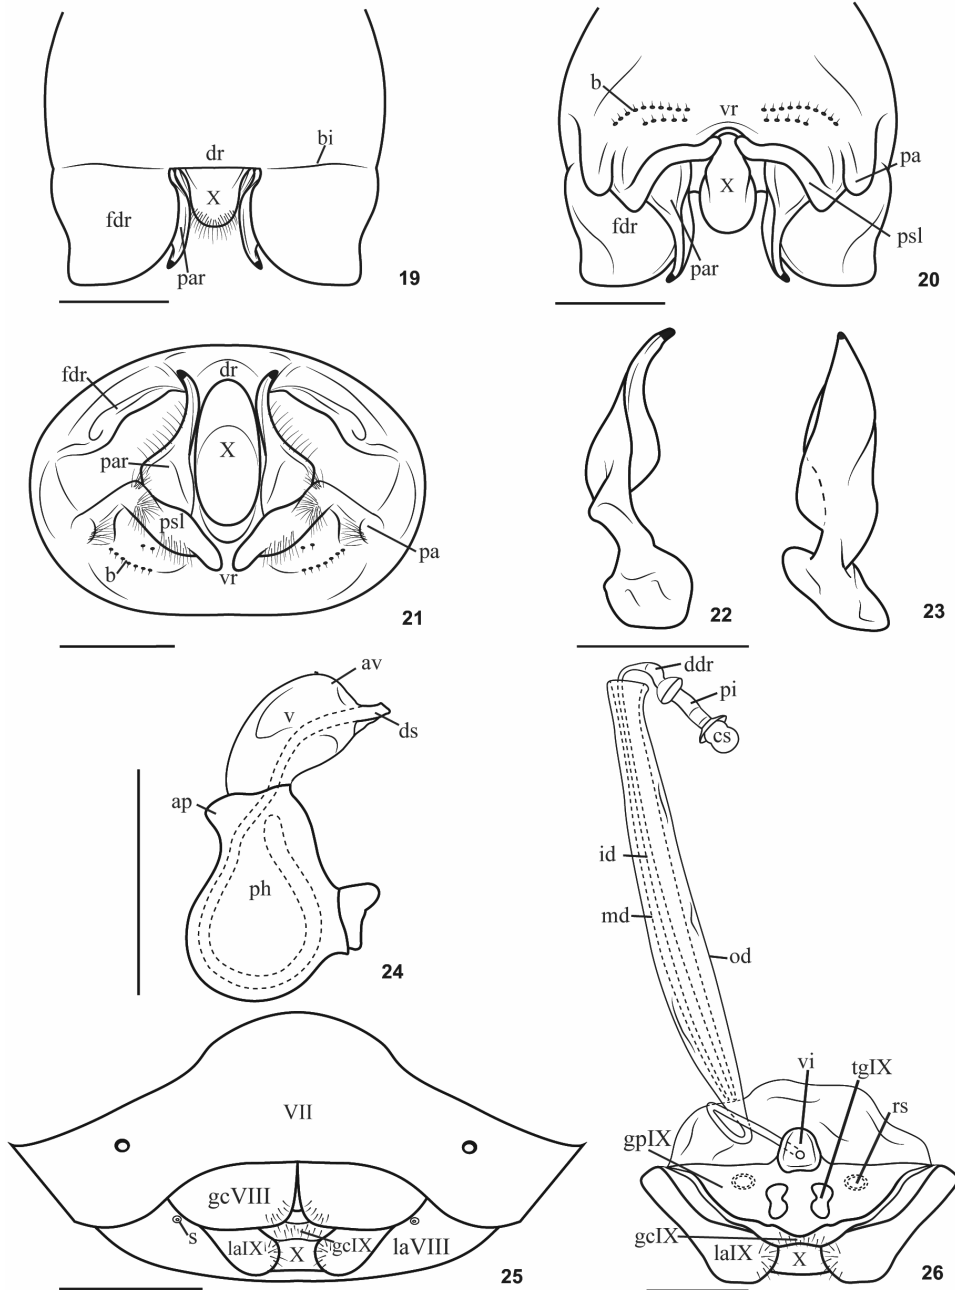 bi
dr
X
fdr
par
19
b
vr
pa
X
fdr
psl
par
20
fdr
dr
par
X
psl
pa
b
vr
21
22
23
av
v
ds
ap
ph
24
ddr
pi
cs
id
md
od
VII
gcVIII
s
laIX
X
gcIX
laVIII
25
vi
tgIX
rs
gpIX
gcIX
laIX
X
26